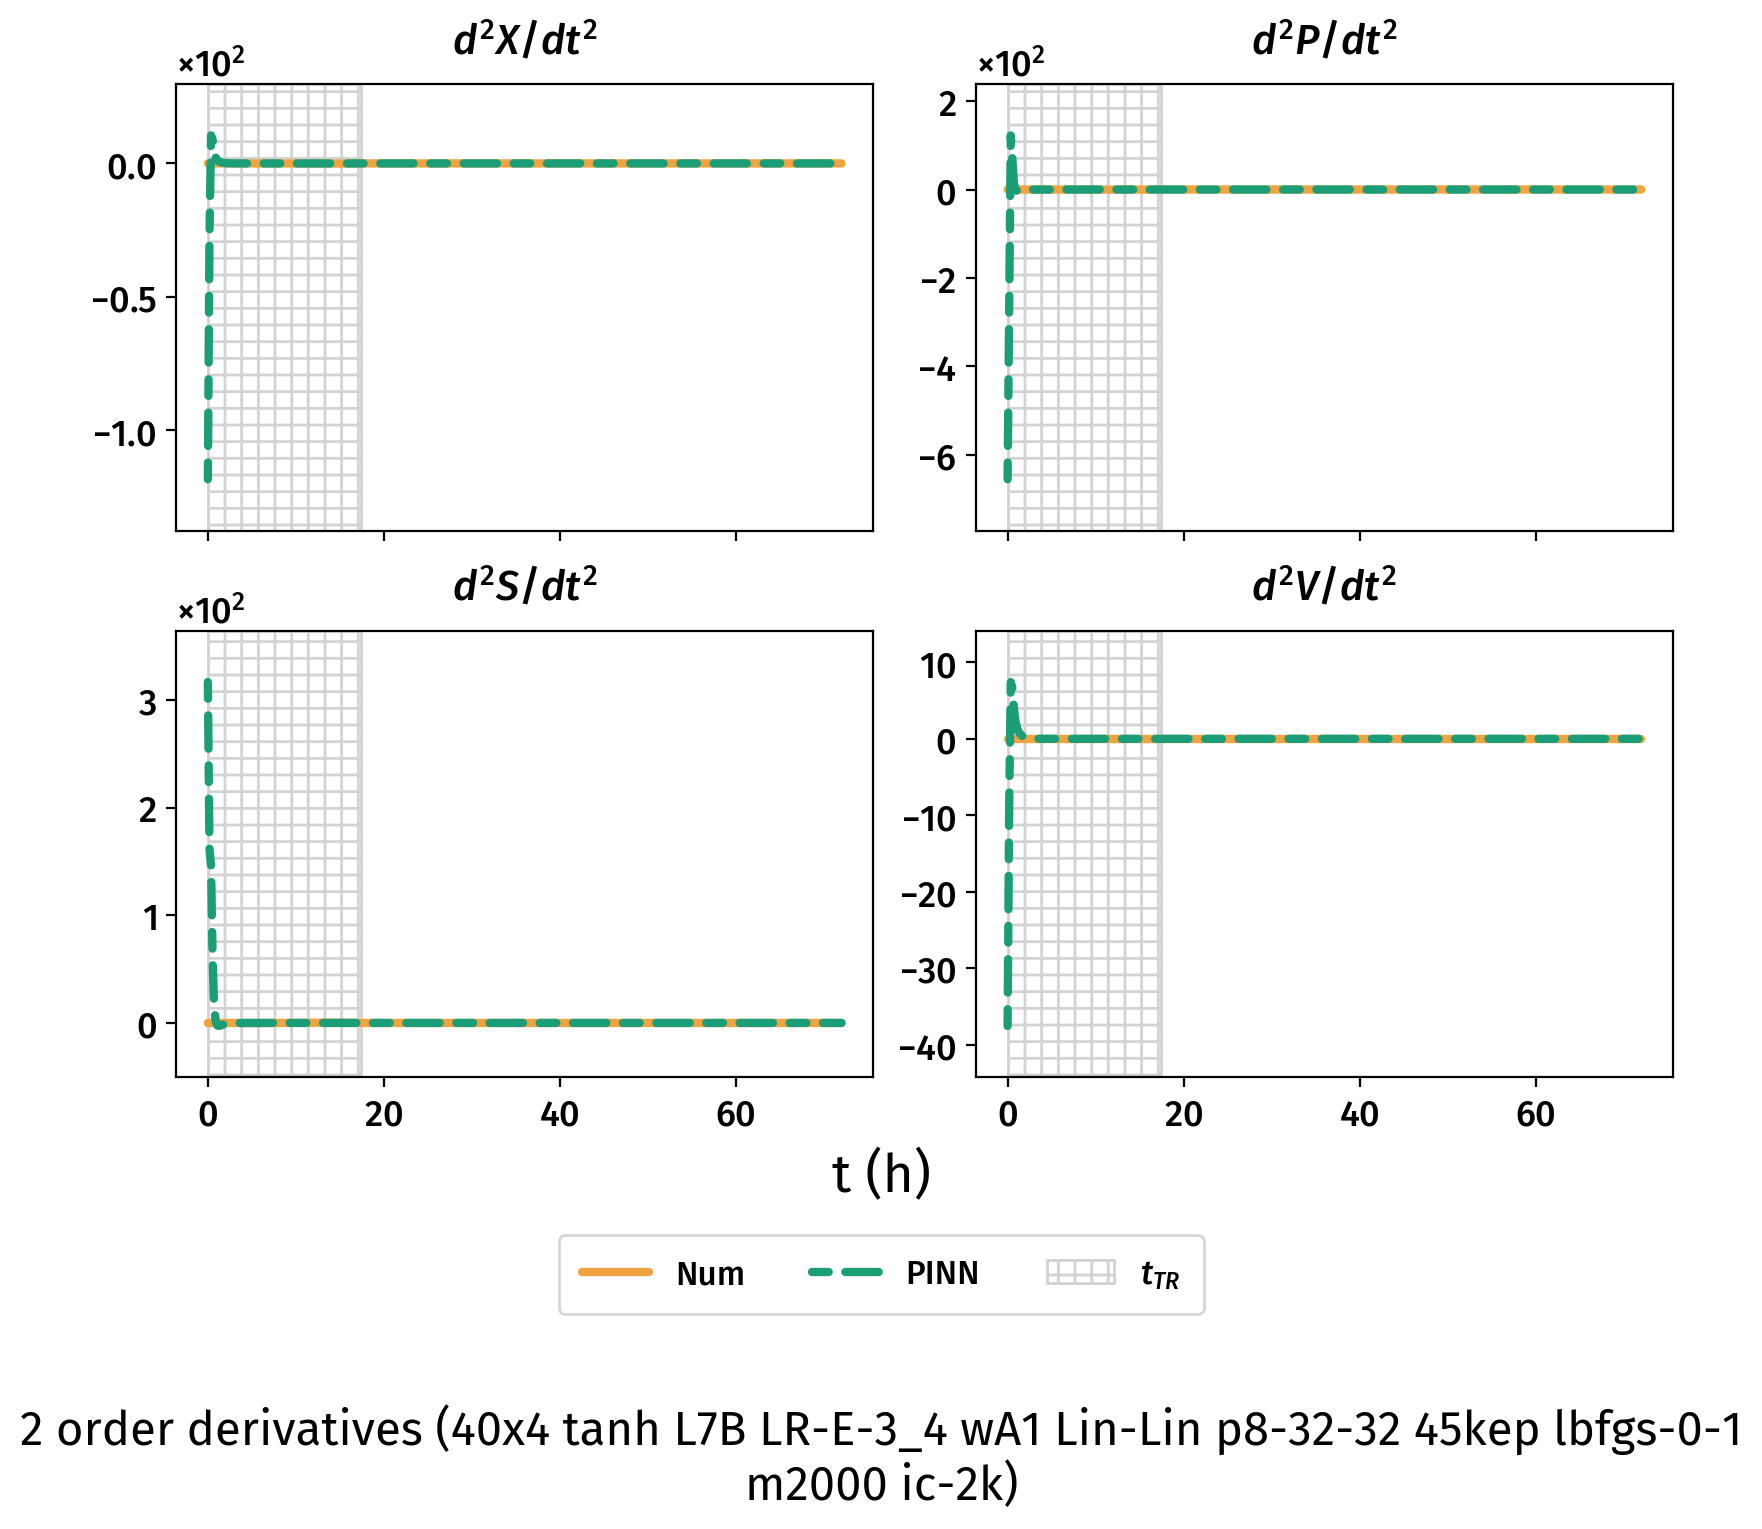 d²X/dt²
×10²
0.0
−0.5
−1.0
d²P/dt²
×10²
2
0
−2
−4
−6
d²S/dt²
×10²
3
2
1
0
0 20 40 60
d²V/dt²
10
0
−10
−20
−30
−40
0 20 40 60
t (h)
Num PINN t_TR
2 order derivatives (40x4 tanh L7B LR-E-3_4 wA1 Lin-Lin p8-32-32 45kep lbfgs-0-1
m2000 ic-2k)